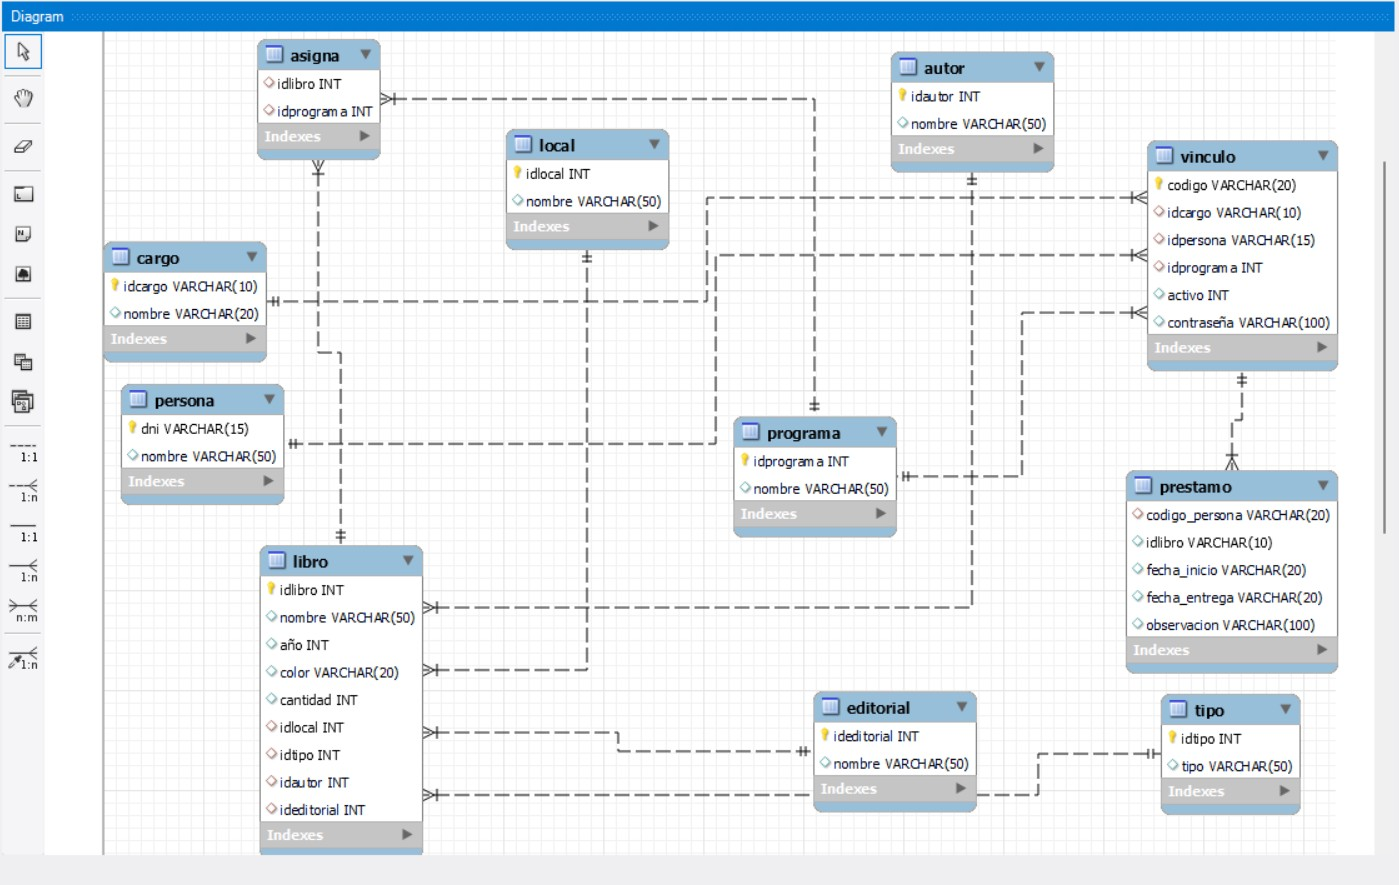 Diagram
asigna
idlibro INT
idprograma INT
Indexes
autor
idautor INT
nombre VARCHAR(50)
Indexes
local
idlocal INT
nombre VARCHAR(50)
Indexes
vinculo
codigo VARCHAR(20)
idcargo VARCHAR(10)
idpersona VARCHAR(15)
idprograma INT
activo INT
contraseña VARCHAR(100)
Indexes
cargo
idcargo VARCHAR(10)
nombre VARCHAR(20)
Indexes
persona
dni VARCHAR(15)
nombre VARCHAR(50)
Indexes
programa
idprograma INT
nombre VARCHAR(50)
Indexes
prestamo
codigo_persona VARCHAR(20)
idlibro VARCHAR(10)
fecha_inicio VARCHAR(20)
fecha_entrega VARCHAR(20)
observacion VARCHAR(100)
Indexes
libro
idlibro INT
nombre VARCHAR(50)
año INT
color VARCHAR(20)
cantidad INT
idlocal INT
idtipo INT
idautor INT
ideditorial INT
Indexes
editorial
ideditorial INT
nombre VARCHAR(50)
Indexes
tipo
idtipo INT
tipo VARCHAR(50)
Indexes
1:1
1:n
1:1
1:n
n:m
1:n